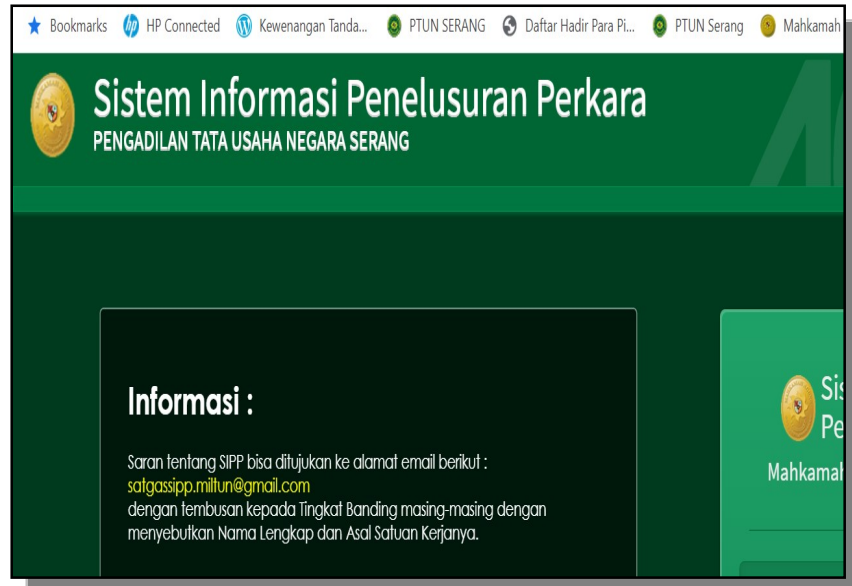 Bookmarks HP Connected Kewenangan Tanda... PTUN SERANG Daftar Hadir Para Pi... PTUN Serang Mahkamah
Sistem Informasi Penelusuran Perkara
PENGADILAN TATA USAHA NEGARA SERANG
Informasi :
Saran tentang SIPP bisa ditujukan ke alamat email berikut :
satgassipp.miltun@gmail.com
dengan tembusan kepada Tingkat Banding masing-masing dengan
menyebutkan Nama Lengkap dan Asal Satuan Kerjanya.
Sis
Pe
Mahkamah